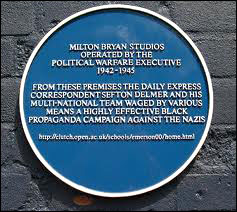 MILTON BRYAN STUDIOS
OPERATED BY THE
POLITICAL WARFARE EXECUTIVE
1942-1945
FROM THESE PREMISES THE DAILY EXPRESS
CORRESPONDENT SEFTON DELMER AND HIS
MULTI-NATIONAL TEAM WAGED BY VARIOUS
MEANS A HIGHLY EFFECTIVE BLACK
PROPAGANDA CAMPAIGN AGAINST THE NAZIS
http://clutch.open.ac.uk/schools/emerson00/home.html